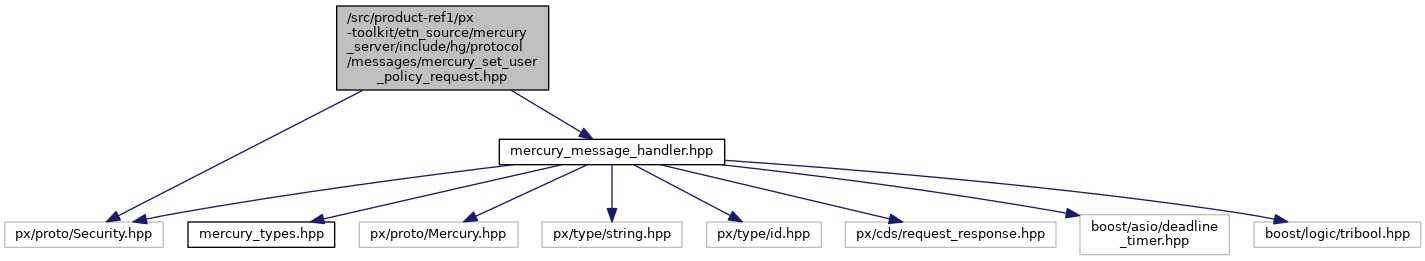 /src/product-ref1/px
-toolkit/etn_source/mercury
_server/include/hg/protocol
/messages/mercury_set_user
_policy_request.hpp
mercury_message_handler.hpp
px/proto/Security.hpp
mercury_types.hpp
px/proto/Mercury.hpp
px/type/string.hpp
px/type/id.hpp
px/cds/request_response.hpp
boost/asio/deadline
_timer.hpp
boost/logic/tribool.hpp